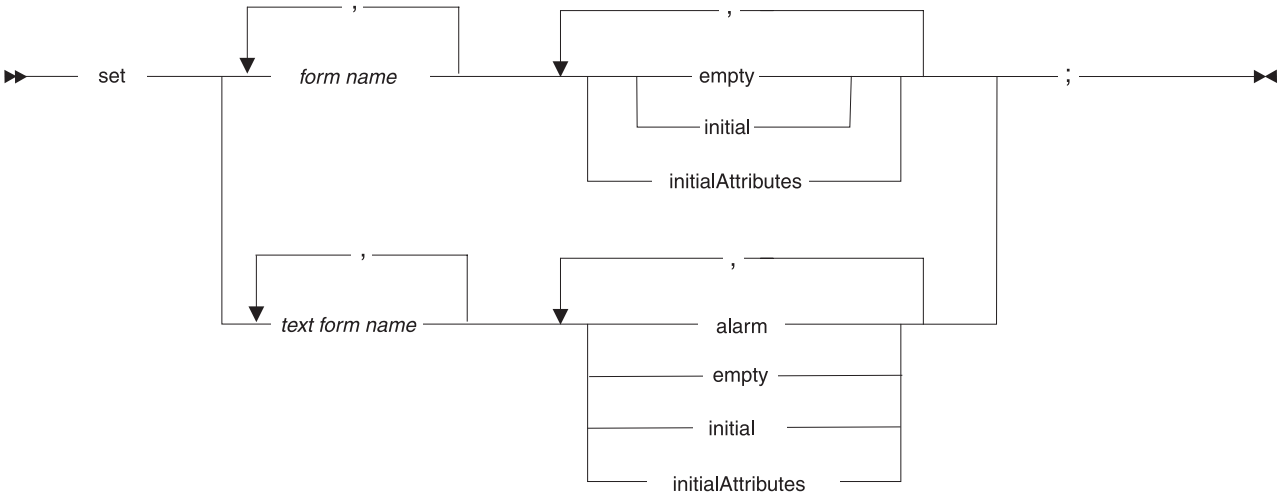 , ,
set form name empty ;
initial
initialAttributes
, ,
text form name alarm
empty
initial
initialAttributes